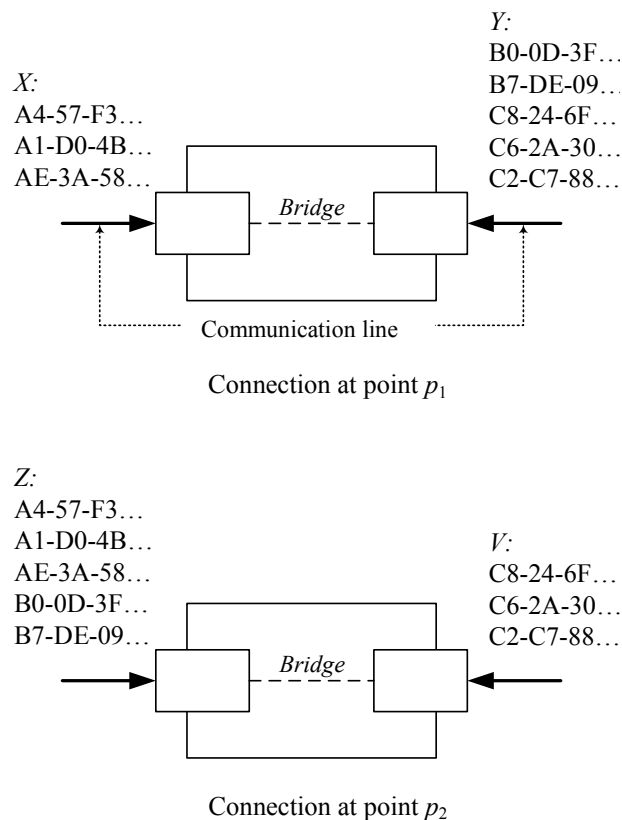 X:
A4-57-F3…
A1-D0-4B…
AE-3A-58…
Y:
B0-0D-3F…
B7-DE-09…
C8-24-6F…
C6-2A-30…
C2-C7-88…
Bridge
Communication line
Connection at point p₁
Z:
A4-57-F3…
A1-D0-4B…
AE-3A-58…
B0-0D-3F…
B7-DE-09…
V:
C8-24-6F…
C6-2A-30…
C2-C7-88…
Bridge
Connection at point p₂